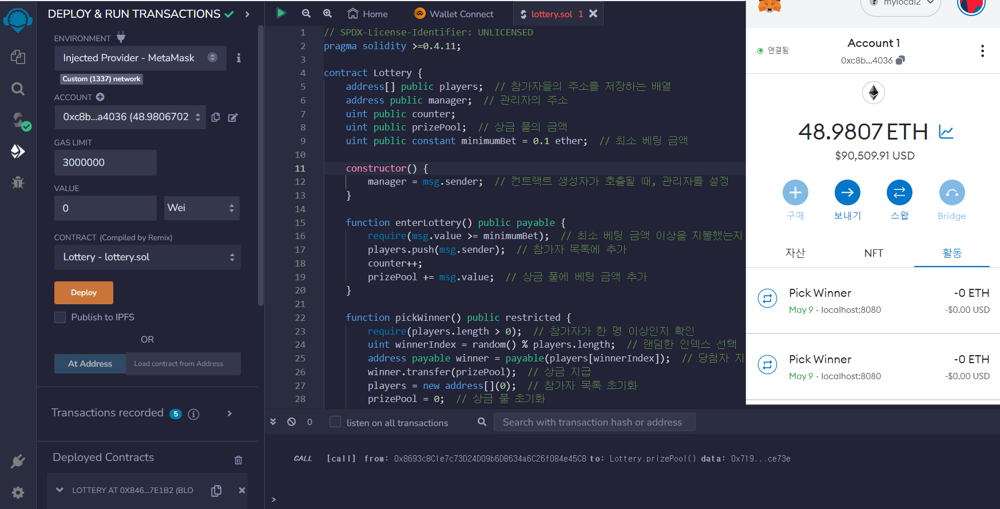 DEPLOY & RUN TRANSACTIONS
ENVIRONMENT
Injected Provider - MetaMask
Custom (1337) network
ACCOUNT
0xc8b...a4036 (48.9806702
GAS LIMIT
3000000
VALUE
0
Wei
CONTRACT (Compiled by Remix)
Lottery - lottery.sol
Deploy
Publish to IPFS
OR
At Address
Load contract from Address
Transactions recorded 5
Deployed Contracts
LOTTERY AT 0X846...7E1B2 (BLO
Home
Wallet Connect
lottery.sol 1
1 // SPDX-License-Identifier: UNLICENSED
2 pragma solidity >=0.4.11;
3
4 contract Lottery {
5 address[] public players; // 참가자들의 주소를 저장하는 배열
6 address public manager; // 관리자의 주소
7 uint public counter;
8 uint public prizePool; // 상금 풀의 금액
9 uint public constant minimumBet = 0.1 ether; // 최소 베팅 금액
10
11 constructor() {
12 manager = msg.sender; // 컨트랙트 생성자가 호출될 때, 관리자를 설정
13 }
14
15 function enterLottery() public payable {
16 require(msg.value >= minimumBet); // 최소 베팅 금액 이상을 지불했는지
17 players.push(msg.sender); // 참가자 목록에 추가
18 counter++;
19 prizePool += msg.value; // 상금 풀에 베팅 금액 추가
20 }
21
22 function pickWinner() public restricted {
23 require(players.length > 0); // 참가자가 한 명 이상인지 확인
24 uint winnerIndex = random() % players.length; // 랜덤한 인덱스 선택
25 address payable winner = payable(players[winnerIndex]); // 당첨자 지
26 winner.transfer(prizePool); // 상금 지급
27 players = new address[](0); // 참가자 목록 초기화
28 prizePool = 0; // 상금 풀 초기화
0
listen on all transactions
Search with transaction hash or address
CALL [call] from: 0x8693c8C1e7c73D24D09b6DB634a6C26f084e45C8 to: Lottery.prizePool() data: 0x719...ce73e
>
mylocal2
연결됨
Account 1
0xc8b...4036
48.9807 ETH
$90,509.91 USD
구매
보내기
스왑
Bridge
자산
NFT
활동
Pick Winner -0 ETH
May 9 · localhost:8080 -$0.00 USD
Pick Winner -0 ETH
May 9 · localhost:8080 -$0.00 USD